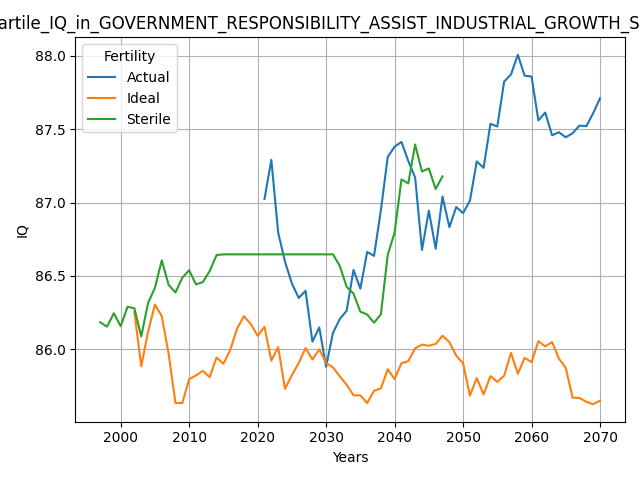 artile_IQ_in_GOVERNMENT_RESPONSIBILITY_ASSIST_INDUSTRIAL_GROWTH_S
88.0
87.5
87.0
86.5
86.0
IQ
Fertility
Actual
Ideal
Sterile
2000 2010 2020 2030 2040 2050 2060 2070
Years